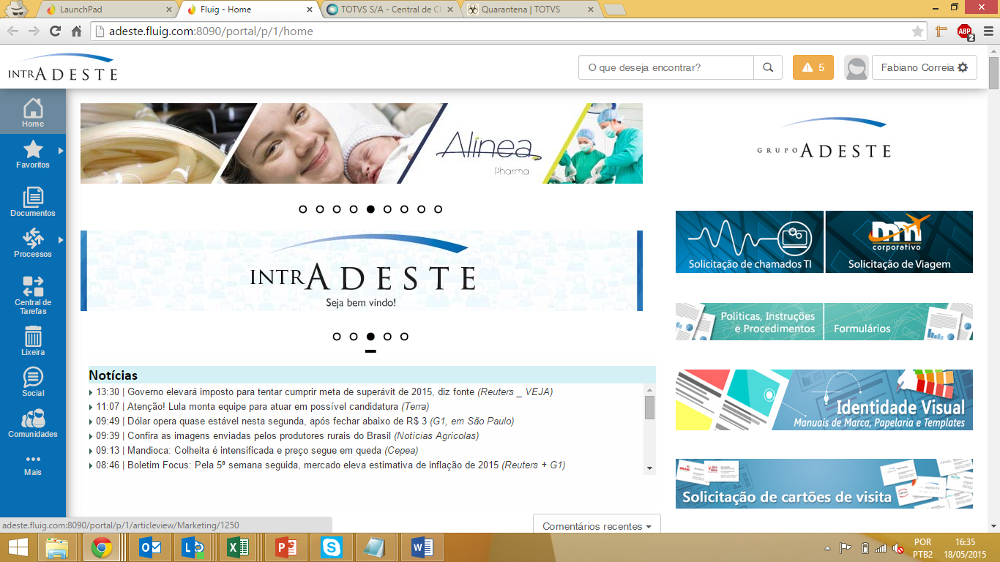 LaunchPad
Fluig - Home
TOTVS S/A - Central de Cl
Quarantena | TOTVS
adeste.fluig.com:8090/portal/p/1/home
ABP
2
INTRADESTE
O que deseja encontrar?
5
Fabiano Correia
Home
Favoritos
Documentos
Processos
Central de
Tarefas
Lixeira
Social
Comunidades
Mais
Alinea
Pharma
GRUPO ADESTE
INTRADESTE
Seja bem vindo!
Solicitação de chamados TI
mm
corporativo
Solicitação de Viagem
Políticas, Instruções
e Procedimentos
Formulários
Identidade Visual
Manuais de Marca, Papelaria e Templates
Solicitação de cartões de visita
Notícias
13:30 | Governo elevará imposto para tentar cumprir meta de superávit de 2015, diz fonte (Reuters _ VEJA)
11:07 | Atenção! Lula monta equipe para atuar em possível candidatura (Terra)
09:49 | Dólar opera quase estável nesta segunda, após fechar abaixo de R$ 3 (G1, em São Paulo)
09:39 | Confira as imagens enviadas pelos produtores rurais do Brasil (Notícias Agrícolas)
09:13 | Mandioca: Colheita é intensificada e preço segue em queda (Cepea)
08:46 | Boletim Focus: Pela 5ª semana seguida, mercado eleva estimativa de inflação de 2015 (Reuters + G1)
Comentários recentes
adeste.fluig.com:8090/portal/p/1/articleview/Marketing/1250
POR
PTB2
16:35
18/05/2015